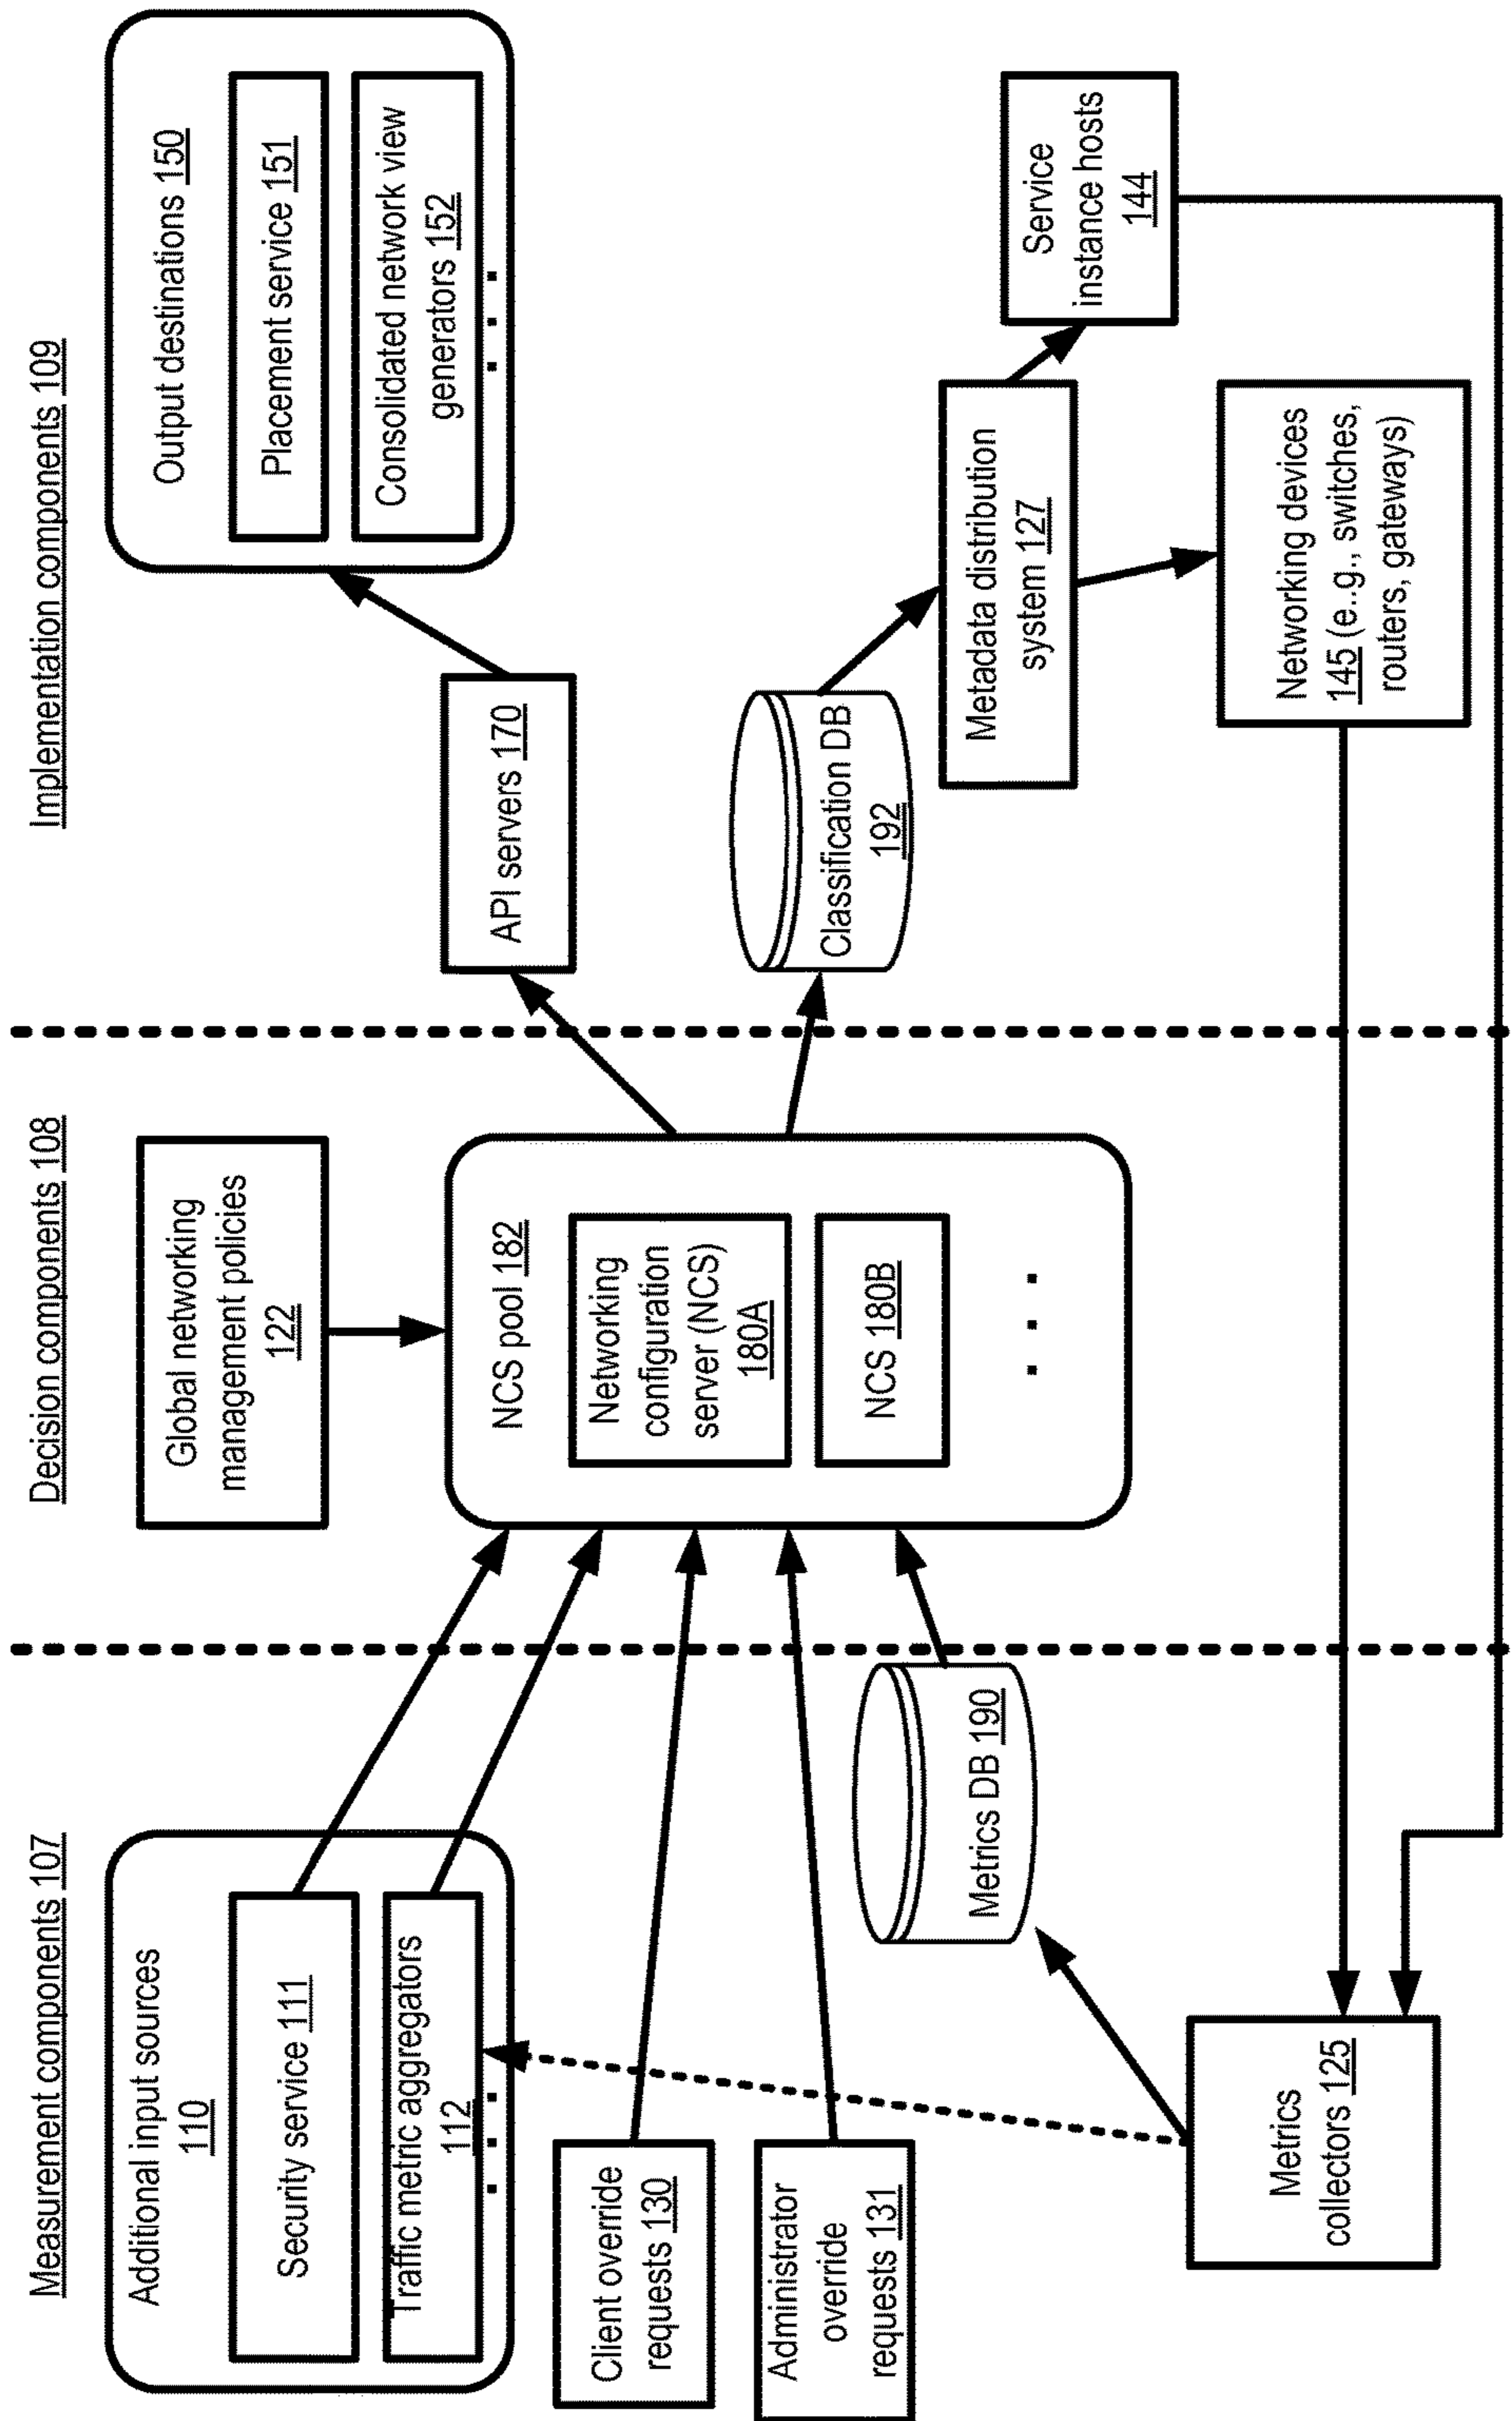 Measurement components 107
Additional input sources
110
Security service 111
Traffic metric aggregators
112
. . .
Client override
requests 130
Administrator
override
requests 131
Metrics DB 190
Metrics
collectors 125
Decision components 108
Global networking
management policies
122
NCS pool 182
Networking
configuration
server (NCS)
180A
NCS 180B
. . .
Implementation components 109
Output destinations 150
Placement service 151
Consolidated network view
generators 152
. . .
API servers 170
Classification DB
192
Metadata distribution
system 127
Service
instance hosts
144
Networking devices
145 (e..g., switches,
routers, gateways)